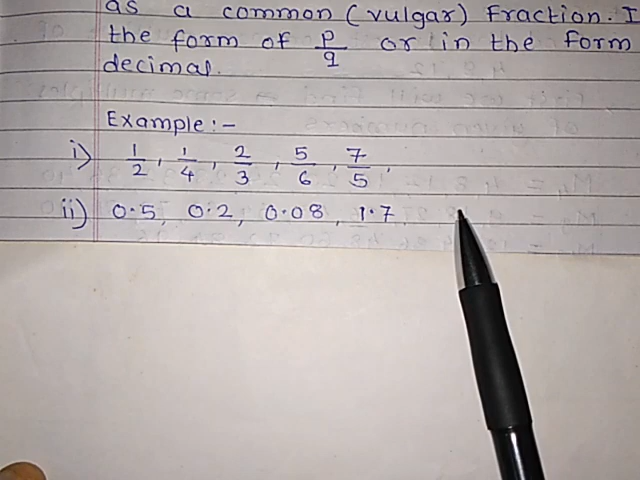 as a common (vulgar) Fraction. I
the form of p/q or in the form
decimal.
Example :-
i) 1/2, 1/4, 2/3, 5/6, 7/5,
ii) 0.5, 0.2, 0.08, 1.7